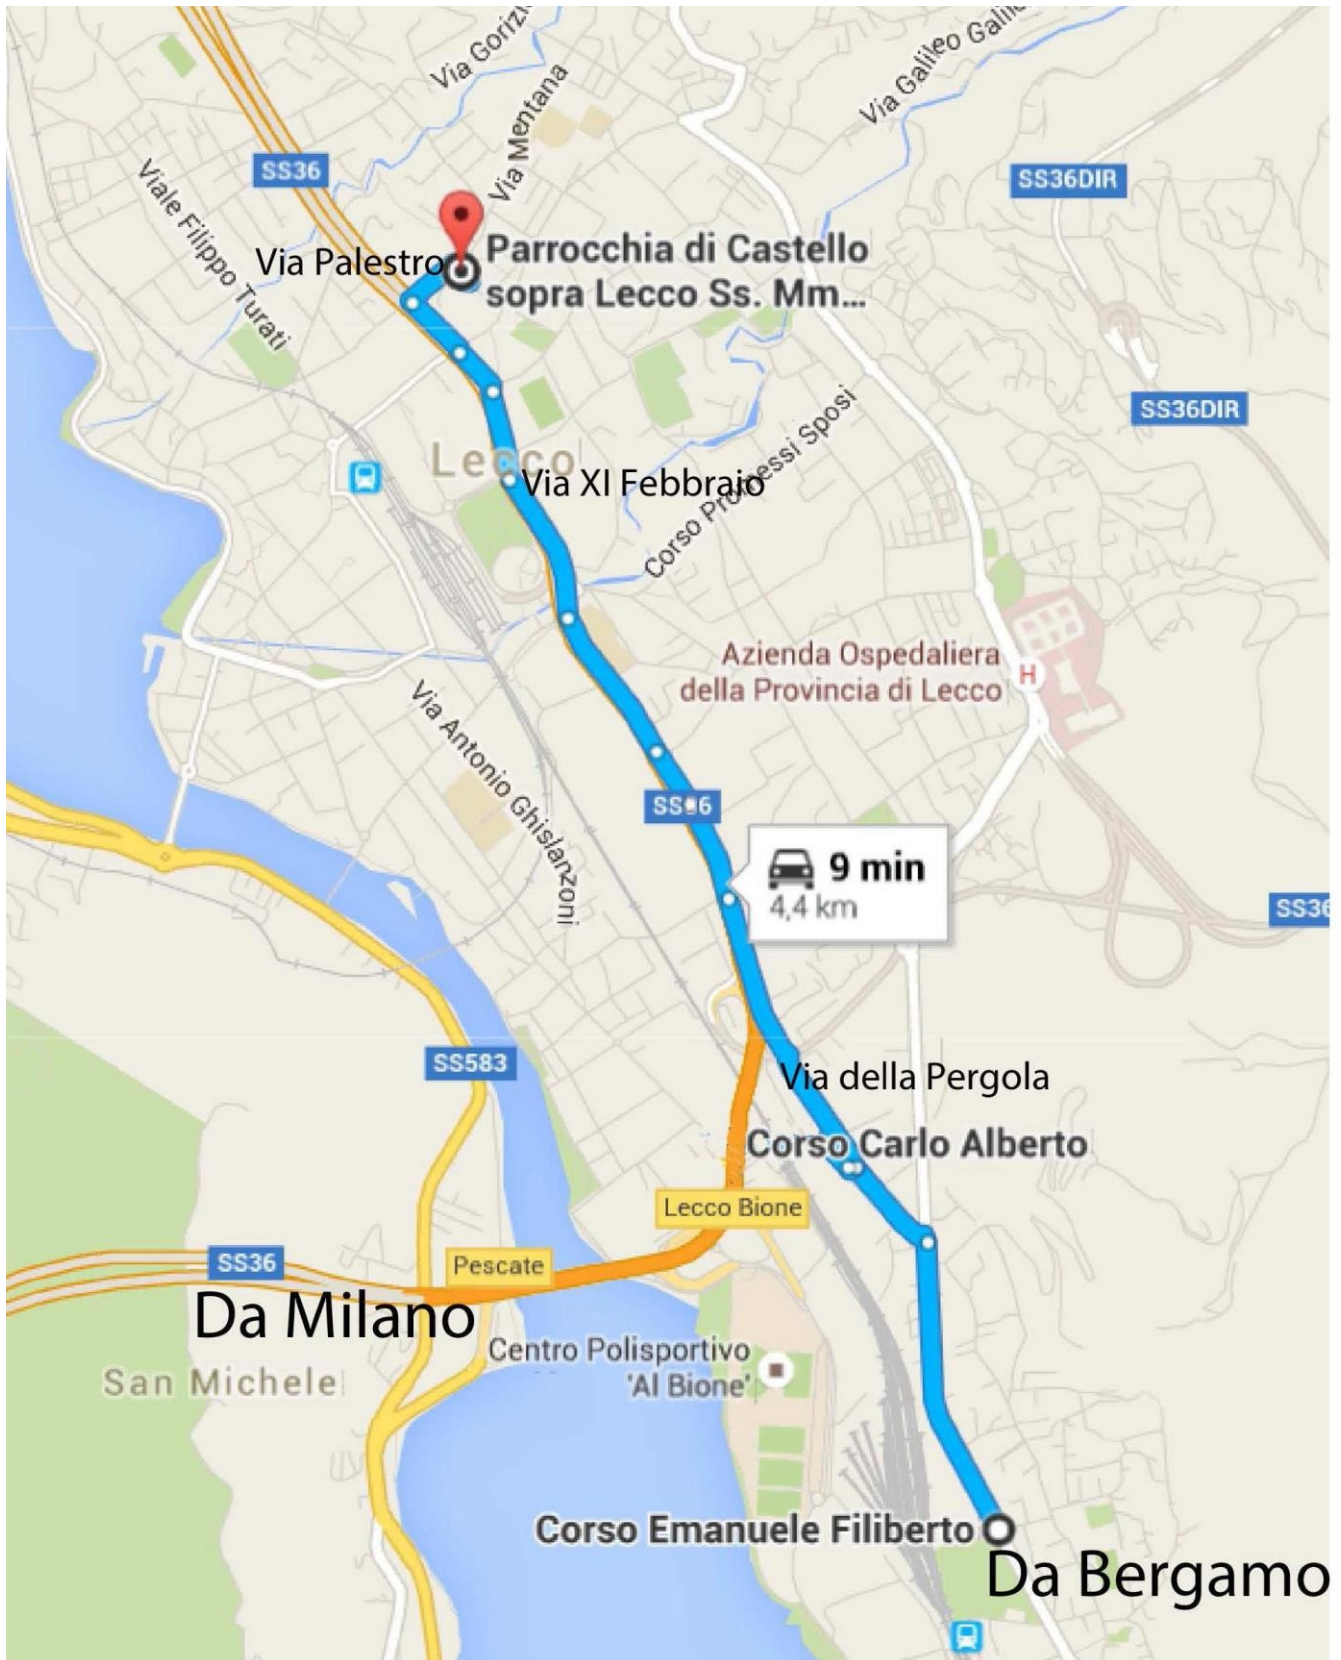 Via Gorizi
Via Galileo Galile
Via Mentana
SS36
SS36DIR
Viale Filippo Turati
Via Palestro
Parrocchia di Castello
sopra Lecco Ss. Mm...
SS36DIR
Lecco
Via XI Febbraio
Corso Promessi Sposi
Azienda Ospedaliera
della Provincia di Lecco
H
Via Antonio Ghislanzoni
SS36
9 min
4,4 km
SS36
SS583
Via della Pergola
Corso Carlo Alberto
Lecco Bione
SS36
Pescate
Da Milano
San Michele
Centro Polisportivo
'Al Bione'
Corso Emanuele Filiberto
Da Bergamo